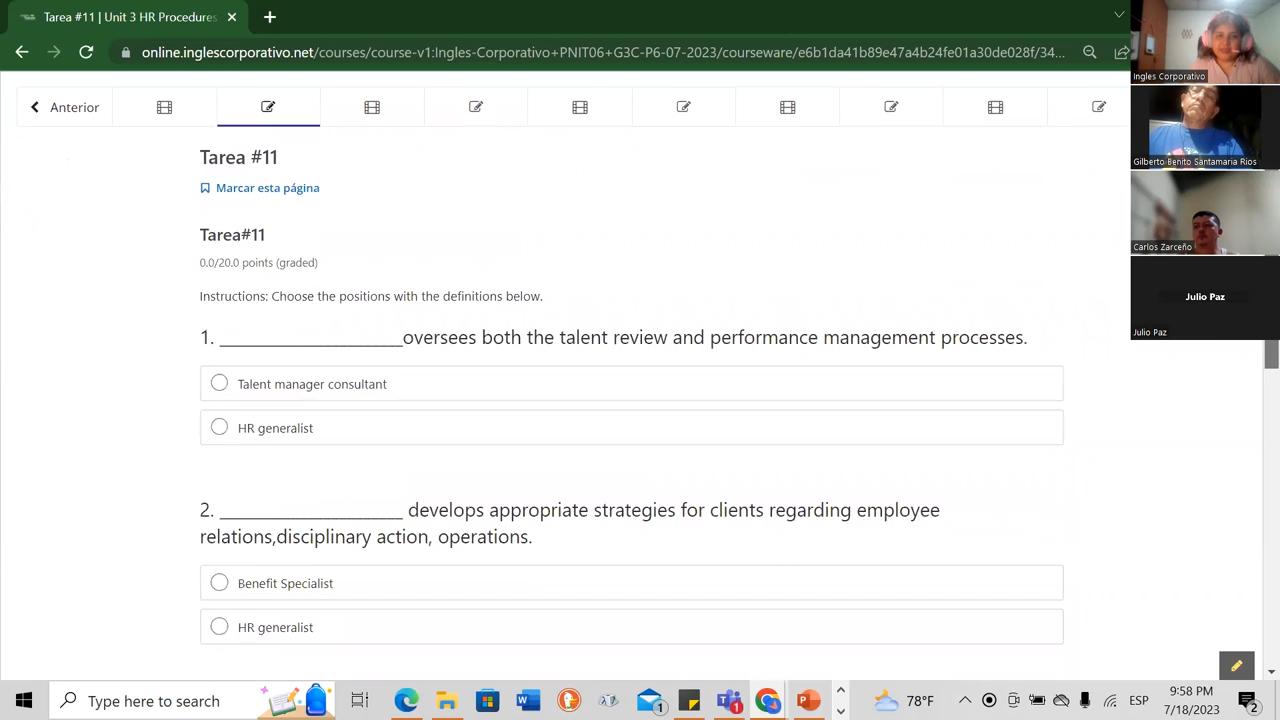 Tarea #11 | Unit 3 HR Procedures
online.inglescorporativo.net/courses/course-v1:Ingles-Corporativo+PNIT06+G3C-P6-07-2023/courseware/e6b1da41b89e47a4b24fe01a30de028f/34...
Anterior
Tarea #11
Marcar esta página
Tarea#11
0.0/20.0 points (graded)
Instructions: Choose the positions with the definitions below.
1. ____________________oversees both the talent review and performance management processes.
Talent manager consultant
HR generalist
2. ____________________ develops appropriate strategies for clients regarding employee
relations,disciplinary action, operations.
Benefit Specialist
HR generalist
Ingles Corporativo
Gilberto Benito Santamaria Rios
Carlos Zarceño
Julio Paz
Julio Paz
Type here to search
1
1
78°F
ESP
9:58 PM
7/18/2023
2